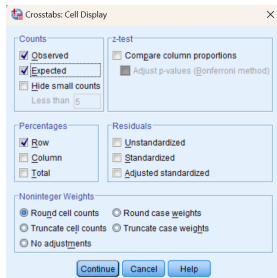 Crosstabs: Cell Display
Counts
Observed
Expected
Hide small counts
Less than 5
z-test
Compare column proportions
Adjust p-values (Bonferroni method)
Percentages
Row
Column
Total
Residuals
Unstandardized
Standardized
Adjusted standardized
Noninteger Weights
Round cell counts Round case weights
Truncate cell counts Truncate case weights
No adjustments
Continue Cancel Help